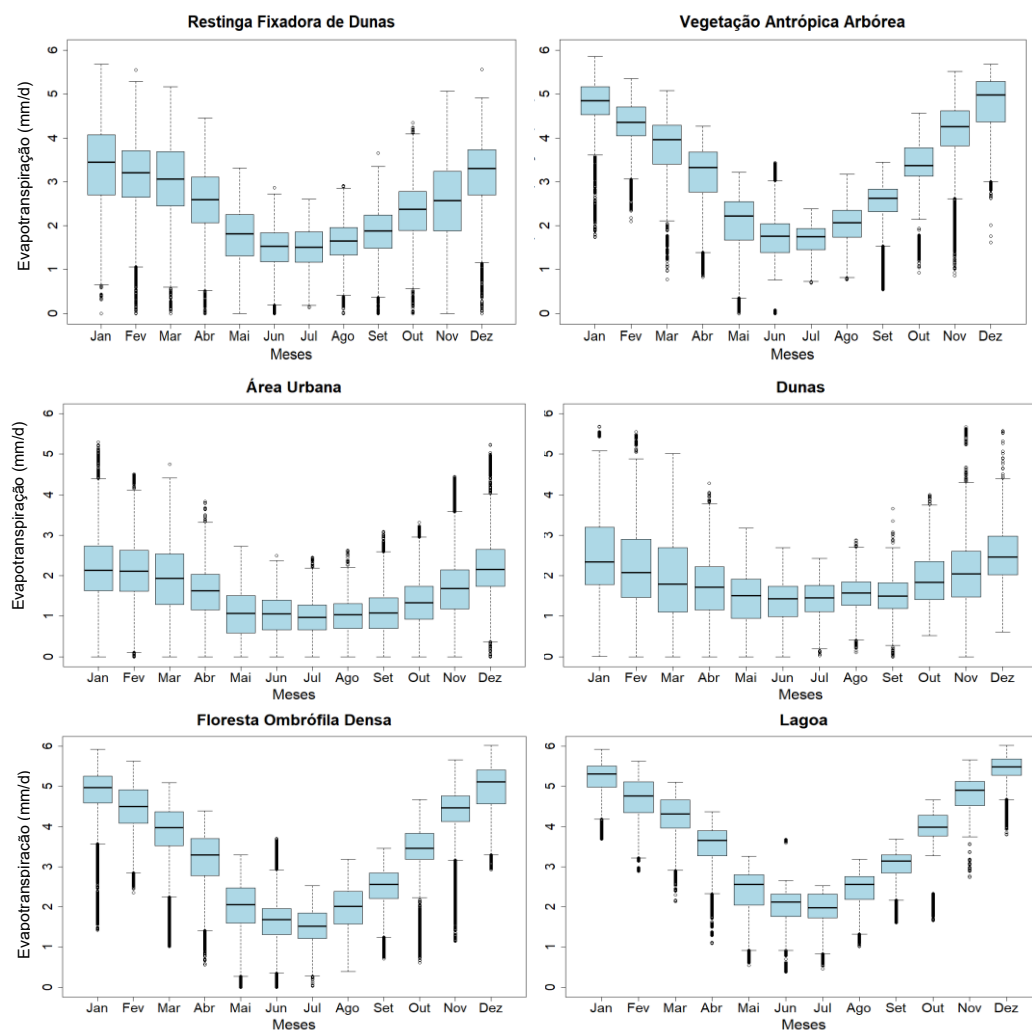 Restinga Fixadora de Dunas
Evapotranspiração (mm/d)
6
5
4
3
2
1
0
Jan Fev Mar Abr Mai Jun Jul Ago Set Out Nov Dez
Meses
Vegetação Antrópica Arbórea
6
5
4
3
2
1
0
Jan Fev Mar Abr Mai Jun Jul Ago Set Out Nov Dez
Meses
Área Urbana
Evapotranspiração (mm/d)
6
5
4
3
2
1
0
Jan Fev Mar Abr Mai Jun Jul Ago Set Out Nov Dez
Meses
Dunas
6
5
4
3
2
1
0
Jan Fev Mar Abr Mai Jun Jul Ago Set Out Nov Dez
Meses
Floresta Ombrófila Densa
Evapotranspiração (mm/d)
6
5
4
3
2
1
0
Jan Fev Mar Abr Mai Jun Jul Ago Set Out Nov Dez
Meses
Lagoa
6
5
4
3
2
1
0
Jan Fev Mar Abr Mai Jun Jul Ago Set Out Nov Dez
Meses